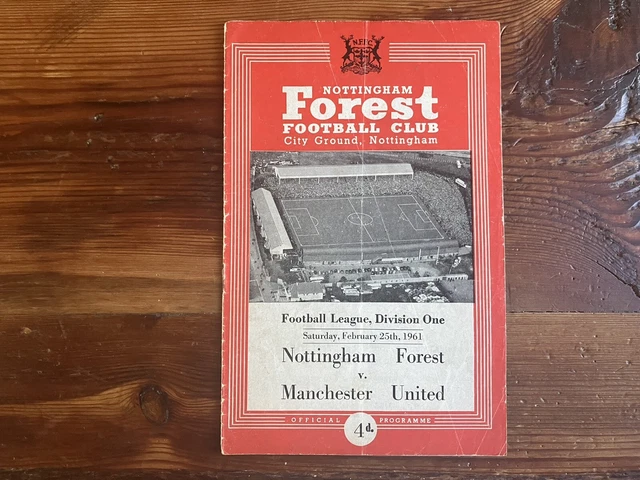 N.F.F.C.
NOTTINGHAM
Forest
FOOTBALL CLUB
City Ground, Nottingham
Football League, Division One
Saturday, February 25th, 1961
Nottingham Forest
v.
Manchester United
OFFICIAL PROGRAMME
4d.